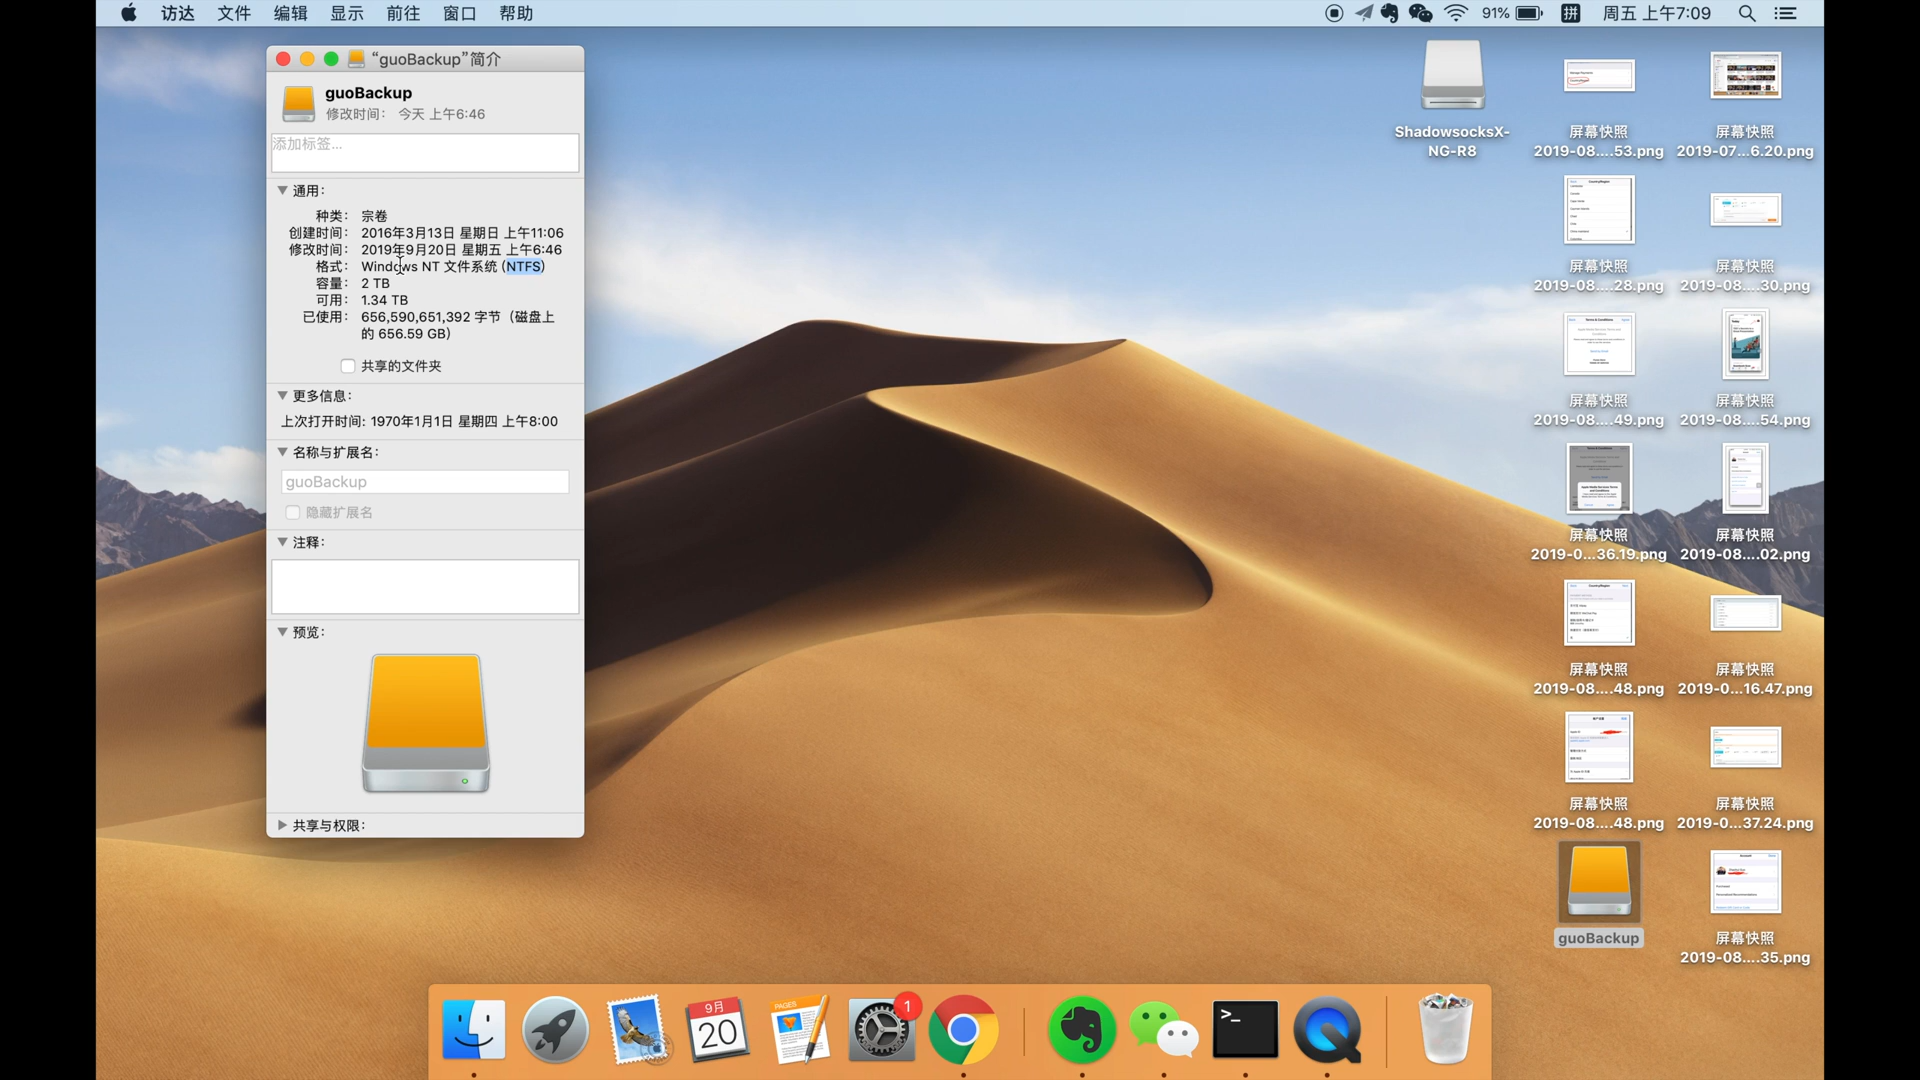 访达 文件 编辑 显示 前往 窗口 帮助
91% 拼 周五 上午7:09
“guoBackup”简介
guoBackup
修改时间： 今天 上午6:46
添加标签...
通用：
种类： 宗卷
创建时间： 2016年3月13日 星期日 上午11:06
修改时间： 2019年9月20日 星期五 上午6:46
格式： Windows NT 文件系统 (NTFS)
容量： 2 TB
可用： 1.34 TB
已使用： 656,590,651,392 字节（磁盘上
的 656.59 GB）
共享的文件夹
更多信息：
上次打开时间: 1970年1月1日 星期四 上午8:00
名称与扩展名：
guoBackup
隐藏扩展名
注释：
预览：
共享与权限：
ShadowsocksX-
NG-R8
屏幕快照
2019-08....53.png
屏幕快照
2019-07...6.20.png
屏幕快照
2019-08....28.png
屏幕快照
2019-08....30.png
屏幕快照
2019-08....49.png
屏幕快照
2019-08....54.png
屏幕快照
2019-0...36.19.png
屏幕快照
2019-08....02.png
屏幕快照
2019-08....48.png
屏幕快照
2019-0...16.47.png
屏幕快照
2019-08....48.png
屏幕快照
2019-0...37.24.png
guoBackup
屏幕快照
2019-08....35.png
9月
20
PAGES
1
>_